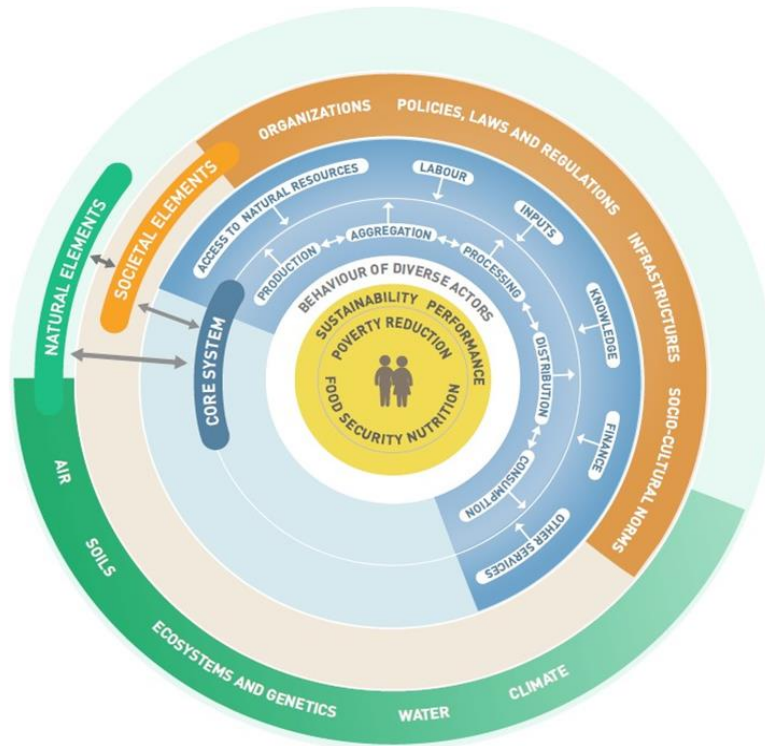 ORGANIZATIONS
POLICIES, LAWS AND REGULATIONS
INFRASTRUCTURES
SOCIO-CULTURAL NORMS
NATURAL ELEMENTS
SOCIETAL ELEMENTS
CORE SYSTEM
ACCESS TO NATURAL RESOURCES
LABOUR
INPUTS
KNOWLEDGE
FINANCE
OTHER SERVICES
PRODUCTION
AGGREGATION
PROCESSING
DISTRIBUTION
CONSUMPTION
BEHAVIOUR OF DIVERSE ACTORS
SUSTAINABILITY PERFORMANCE
POVERTY REDUCTION
FOOD SECURITY NUTRITION
AIR
SOILS
ECOSYSTEMS AND GENETICS
WATER
CLIMATE